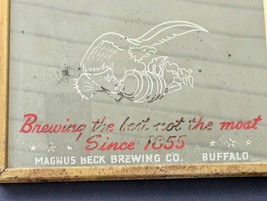 Brewing the best not the most
Since 1855
MAGNUS BECK BREWING CO. BUFFALO